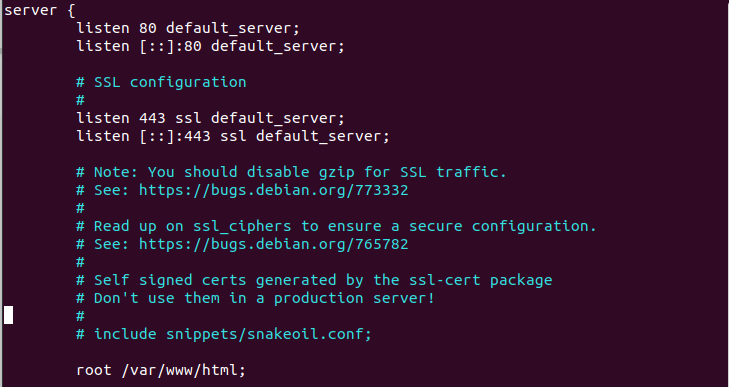 server {
listen 80 default_server;
listen [::]:80 default_server;
# SSL configuration
#
listen 443 ssl default_server;
listen [::]:443 ssl default_server;
# Note: You should disable gzip for SSL traffic.
# See: https://bugs.debian.org/773332
#
# Read up on ssl_ciphers to ensure a secure configuration.
# See: https://bugs.debian.org/765782
#
# Self signed certs generated by the ssl-cert package
# Don't use them in a production server!
#
# include snippets/snakeoil.conf;
root /var/www/html;